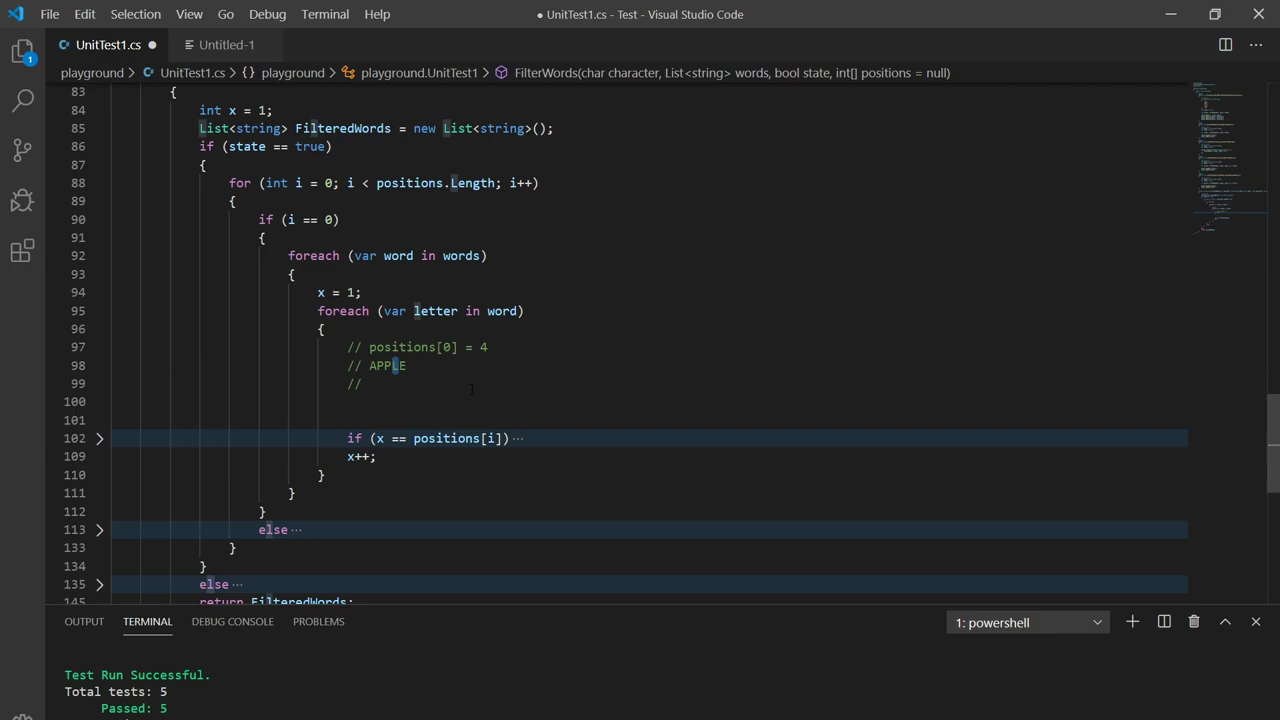 File Edit Selection View Go Debug Terminal Help
● UnitTest1.cs - Test - Visual Studio Code
UnitTest1.cs ●
Untitled-1
1
playground > UnitTest1.cs > {} playground > playground.UnitTest1 > FilterWords(char character, List<string> words, bool state, int[] positions = null)
83 {
84 int x = 1;
85 List<string> FilteredWords = new List<string>();
86 if (state == true)
87 {
88 for (int i = 0; i < positions.Length; i++)
89 {
90 if (i == 0)
91 {
92 foreach (var word in words)
93 {
94 x = 1;
95 foreach (var letter in word)
96 {
97 // positions[0] = 4
98 // APPLE
99 //
100
101
102 if (x == positions[i]) ···
109 x++;
110 }
111 }
112 }
113 else ···
133 }
134 }
135 else ···
145 return FilteredWords;
OUTPUT TERMINAL DEBUG CONSOLE PROBLEMS
1: powershell
Test Run Successful.
Total tests: 5
Passed: 5